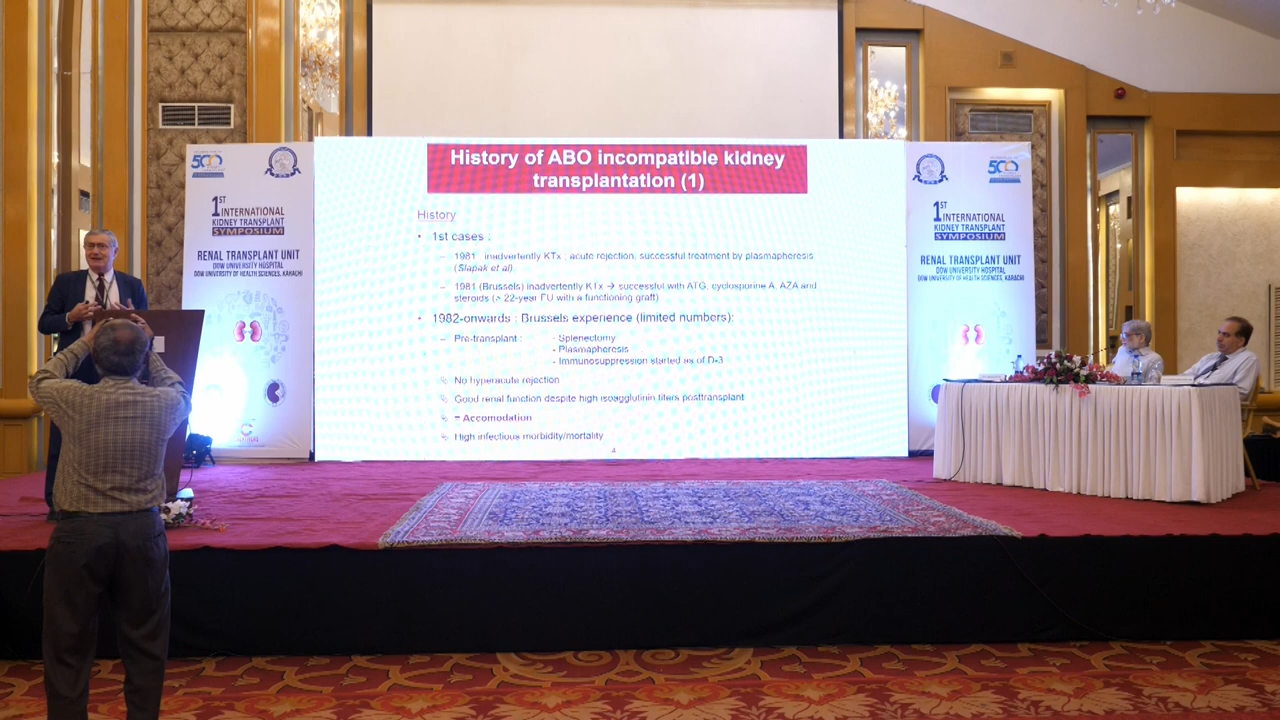 500
1ST
INTERNATIONAL
KIDNEY TRANSPLANT
SYMPOSIUM
RENAL TRANSPLANT UNIT
DOW UNIVERSITY HOSPITAL
DOW UNIVERSITY OF HEALTH SCIENCES, KARACHI
History of ABO incompatible kidney
transplantation (1)
History
• 1st cases :
– 1981 inadvertently KTx : acute rejection, successful treatment by plasmapheresis
(Slapak et al).
– 1981 (Brussels) inadvertently KTx → successful with ATG, cyclosporine A, AZA and
steroids (> 22-year FU with a functioning graft)
• 1982-onwards : Brussels experience (limited numbers):
– Pre-transplant : - Splenectomy
- Plasmapheresis
- Immunosuppression started as of D-3
No hyperacute rejection
Good renal function despite high isoagglutinin titers posttransplant
= Accomodation
High infectious morbidity/mortality
4
500
1ST
INTERNATIONAL
KIDNEY TRANSPLANT
SYMPOSIUM
RENAL TRANSPLANT UNIT
DOW UNIVERSITY HOSPITAL
DOW UNIVERSITY OF HEALTH SCIENCES, KARACHI